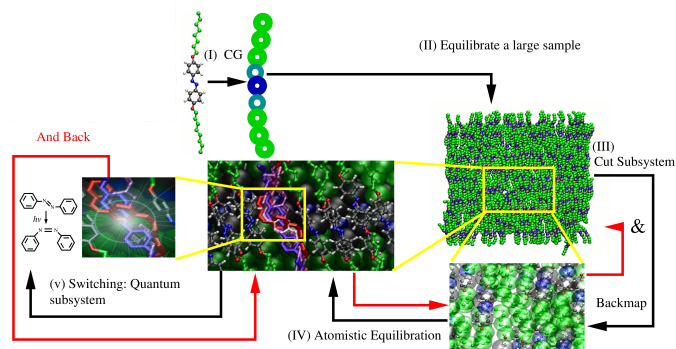 (I) CG
(II) Equilibrate a large sample
And Back
(III)
Cut Subsystem
N
N
hν
N
N
&
(v) Switching: Quantum
subsystem
(IV) Atomistic Equilibration
Backmap